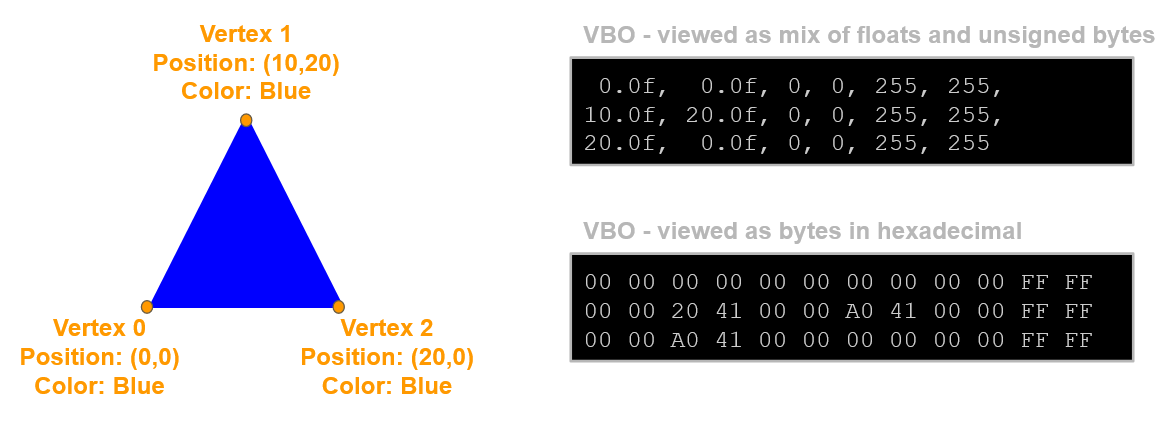 Vertex 1
Position: (10,20)
Color: Blue
Vertex 0
Position: (0,0)
Color: Blue
Vertex 2
Position: (20,0)
Color: Blue
VBO - viewed as mix of floats and unsigned bytes
0.0f, 0.0f, 0, 0, 255, 255,
10.0f, 20.0f, 0, 0, 255, 255,
20.0f, 0.0f, 0, 0, 255, 255
VBO - viewed as bytes in hexadecimal
00 00 00 00 00 00 00 00 00 00 FF FF
00 00 20 41 00 00 A0 41 00 00 FF FF
00 00 A0 41 00 00 00 00 00 00 FF FF